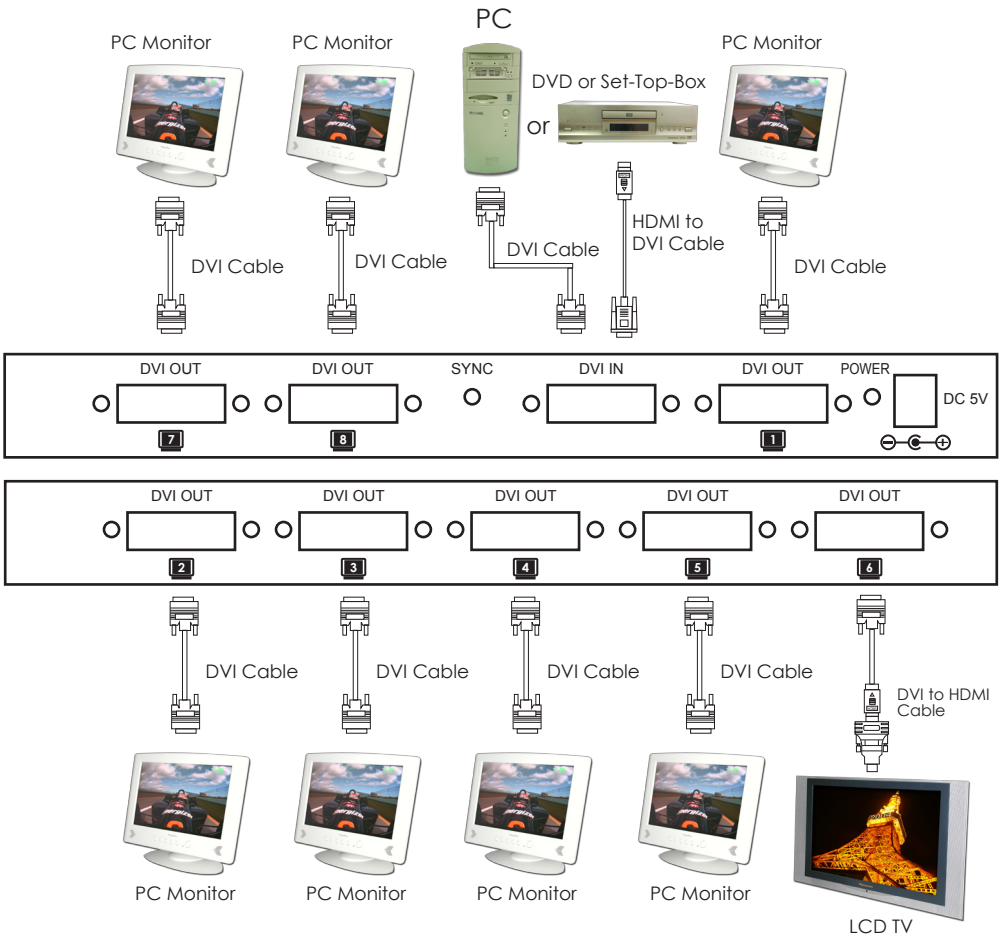 PC
PC Monitor
PC Monitor
PC Monitor
DVD or Set-Top-Box
or
DVI Cable
DVI Cable
DVI Cable
HDMI to
DVI Cable
DVI Cable
DVI OUT
DVI OUT
SYNC
DVI IN
DVI OUT
POWER
DC 5V
7
8
1
DVI OUT
DVI OUT
DVI OUT
DVI OUT
DVI OUT
2
3
4
5
6
DVI Cable
DVI Cable
DVI Cable
DVI Cable
DVI to HDMI
Cable
PC Monitor
PC Monitor
PC Monitor
PC Monitor
LCD TV